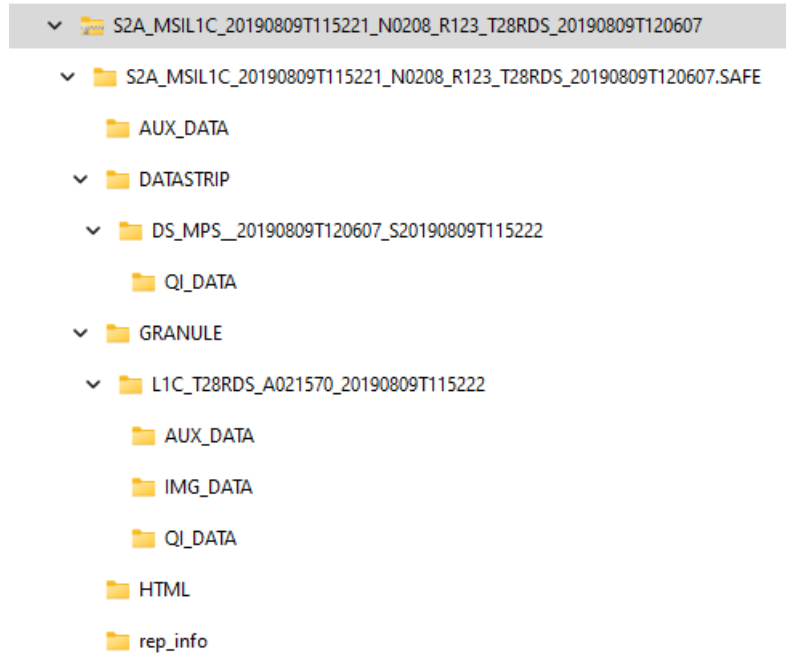 S2A_MSIL1C_20190809T115221_N0208_R123_T28RDS_20190809T120607
S2A_MSIL1C_20190809T115221_N0208_R123_T28RDS_20190809T120607.SAFE
AUX_DATA
DATASTRIP
DS_MPS__20190809T120607_S20190809T115222
QI_DATA
GRANULE
L1C_T28RDS_A021570_20190809T115222
AUX_DATA
IMG_DATA
QI_DATA
HTML
rep_info